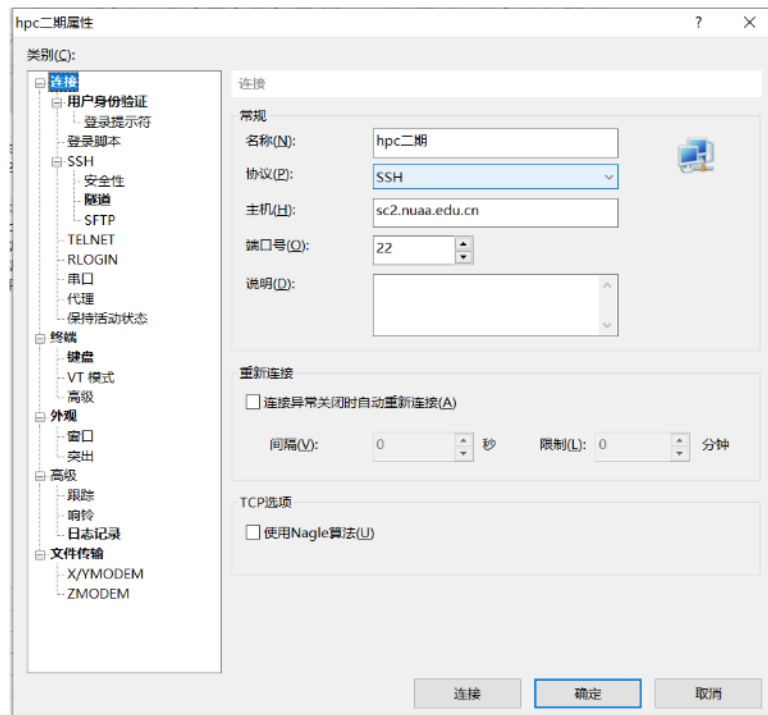 hpc二期属性
类别(C):
连接
用户身份验证
登录提示符
登录脚本
SSH
安全性
隧道
SFTP
TELNET
RLOGIN
串口
代理
保持活动状态
终端
键盘
VT 模式
高级
外观
窗口
突出
高级
跟踪
响铃
日志记录
文件传输
X/YMODEM
ZMODEM
连接
常规
名称(N): hpc二期
协议(P): SSH
主机(H): sc2.nuaa.edu.cn
端口号(O): 22
说明(D):
重新连接
连接异常关闭时自动重新连接(A)
间隔(V): 0 秒 限制(L): 0 分钟
TCP选项
使用Nagle算法(U)
连接 确定 取消